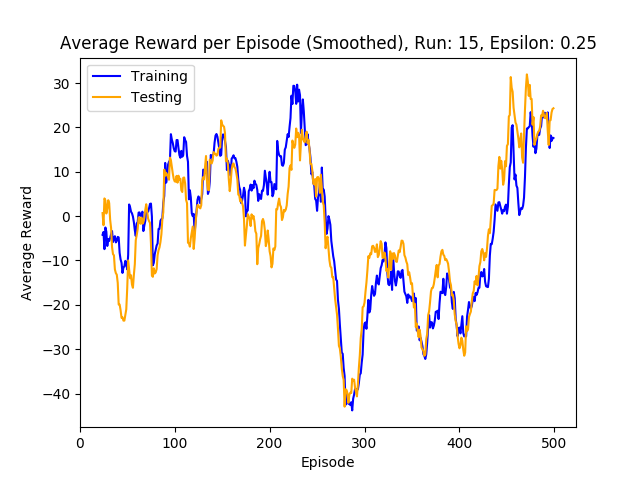 Average Reward per Episode (Smoothed), Run: 15, Epsilon: 0.25
Training
Testing
30
20
10
0
−10
−20
−30
−40
Average Reward
0 100 200 300 400 500
Episode